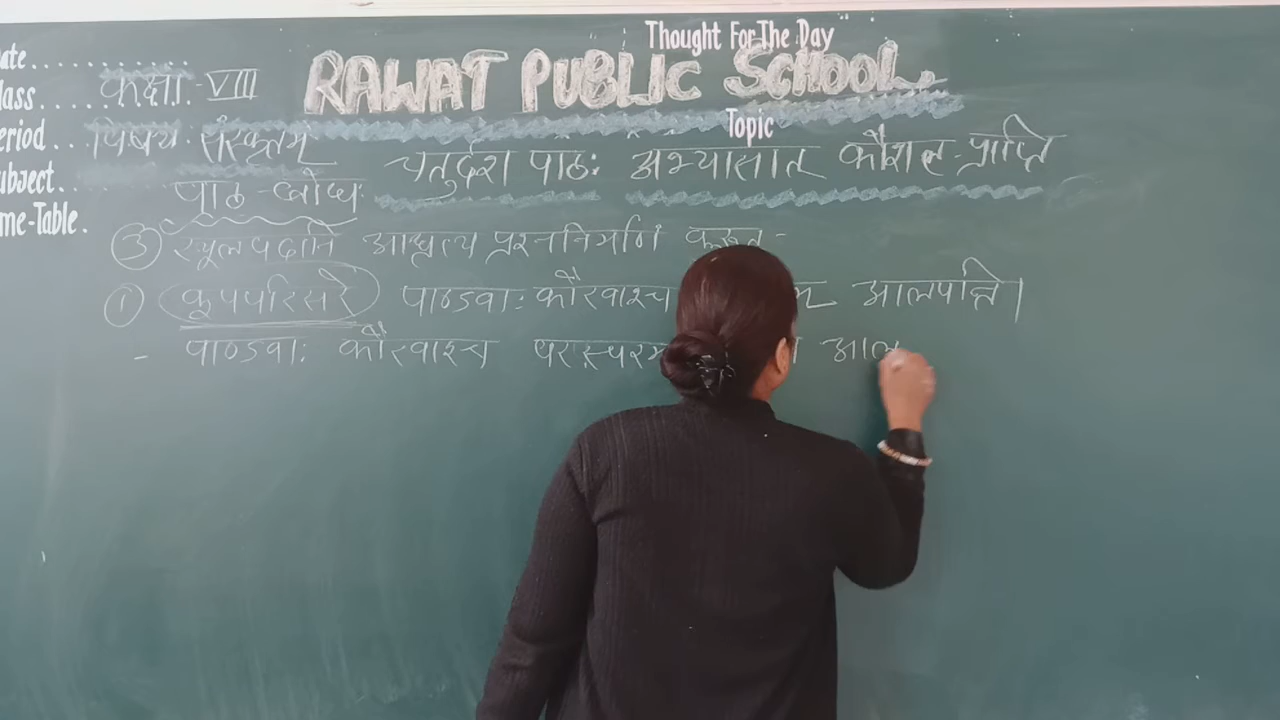 Thought For The Day
RAWAT PUBLIC SCHOOL
ate..................
lass...... कक्षा - VIII
eriod... विषय - संस्कृतम्
Topic
ubject....
चतुर्दश पाठः अभ्यासात् कौशल-प्राप्ति
me-Table. पाठ-बोधः
③ स्थूलपदानि आधृत्य प्रश्ननिर्माणं कुरुत -
① कूपपरिसरे पाण्डवाः कौरवाश्च आलपन्ति।
- पाण्डवाः कौरवाश्च परस्परम आल